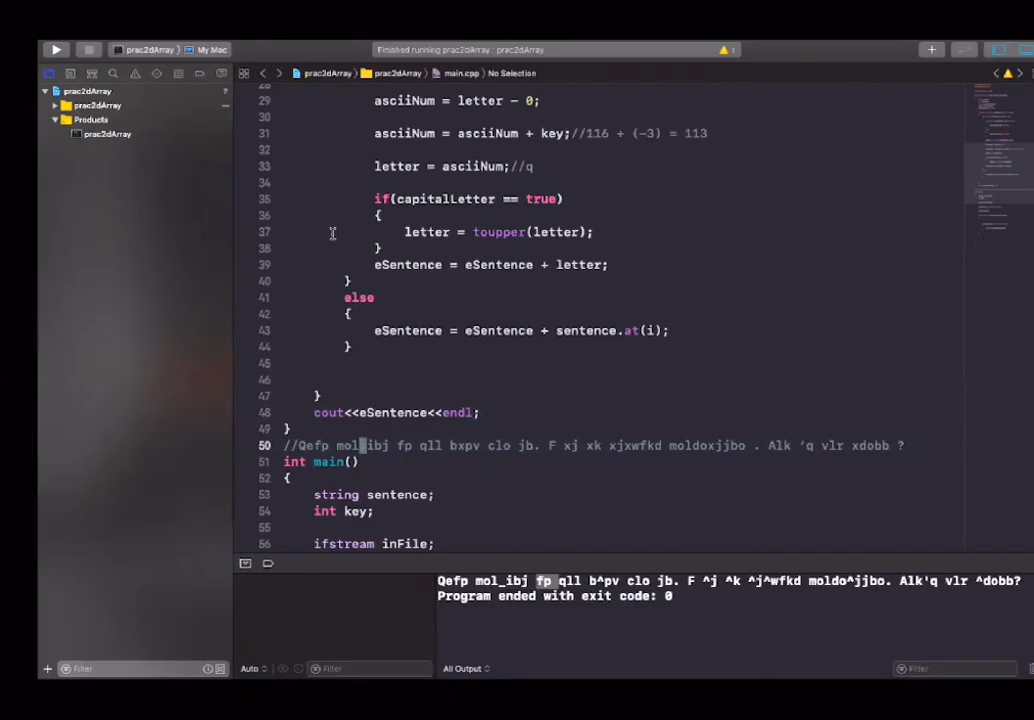 prac2dArray › My Mac
Finished running prac2dArray : prac2dArray
1
prac2dArray › prac2dArray › main.cpp › No Selection
prac2dArray
?
prac2dArray
Products
prac2dArray
28
29 asciiNum = letter - 0;
30
31 asciiNum = asciiNum + key;//116 + (-3) = 113
32
33 letter = asciiNum;//q
34
35 if(capitalLetter == true)
36 {
37 letter = toupper(letter);
38 }
39 eSentence = eSentence + letter;
40 }
41 else
42 {
43 eSentence = eSentence + sentence.at(i);
44 }
45
46
47 }
48 cout<<eSentence<<endl;
49 }
50 //Qefp mol ibj fp qll bxpv clo jb. F xj xk xjxwfkd moldoxjjbo . Alk ‘q vlr xdobb ?
51 int main()
52 {
53 string sentence;
54 int key;
55
56 ifstream inFile;
Qefp mol_ibj fp qll b^pv clo jb. F ^j ^k ^j^wfkd moldo^jjbo. Alk'q vlr ^dobb?
Program ended with exit code: 0
Filter
Auto
Filter
All Output
Filter